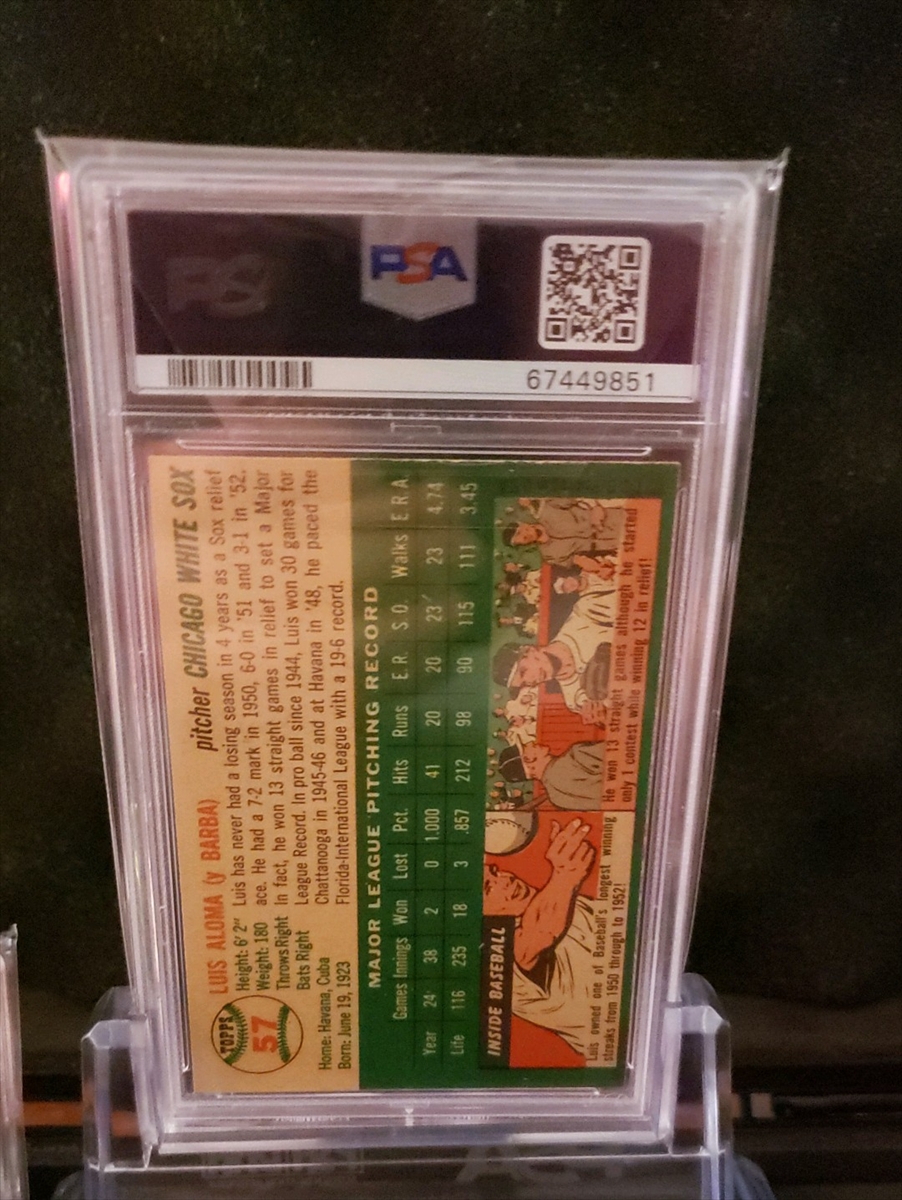 PSA
67449851
TOPPS
57
LUIS ALOMA (y BARBA)
pitcher CHICAGO WHITE SOX
Height: 6'2"
Weight: 180
Throws Right
Bats Right
Home: Havana, Cuba
Born: June 19, 1923
Luis has never had a losing season in 4 years as a Sox relief
ace. He had a 7-2 mark in 1950, 6-0 in '51 and 3-1 in '52.
In fact, he won 13 straight games in relief to set a Major
League Record. In pro ball since 1944, Luis won 30 games for
Chattanooga in 1945-46 and at Havana in '48, he paced the
Florida-International League with a 19-6 record.
MAJOR LEAGUE PITCHING RECORD
Games Innings Won Lost Pct. Hits Runs E.R. S.O. Walks E.R.A.
Year 24 38 2 0 1.000 41 20 20 23 23 4.74
Life 116 235 18 3 .857 212 98 90 115 111 3.45
INSIDE BASEBALL
Luis owned one of Baseball's longest winning
streaks from 1950 through to 1952!
He won 13 straight games although he started
only 1 contest while winning 12 in relief!